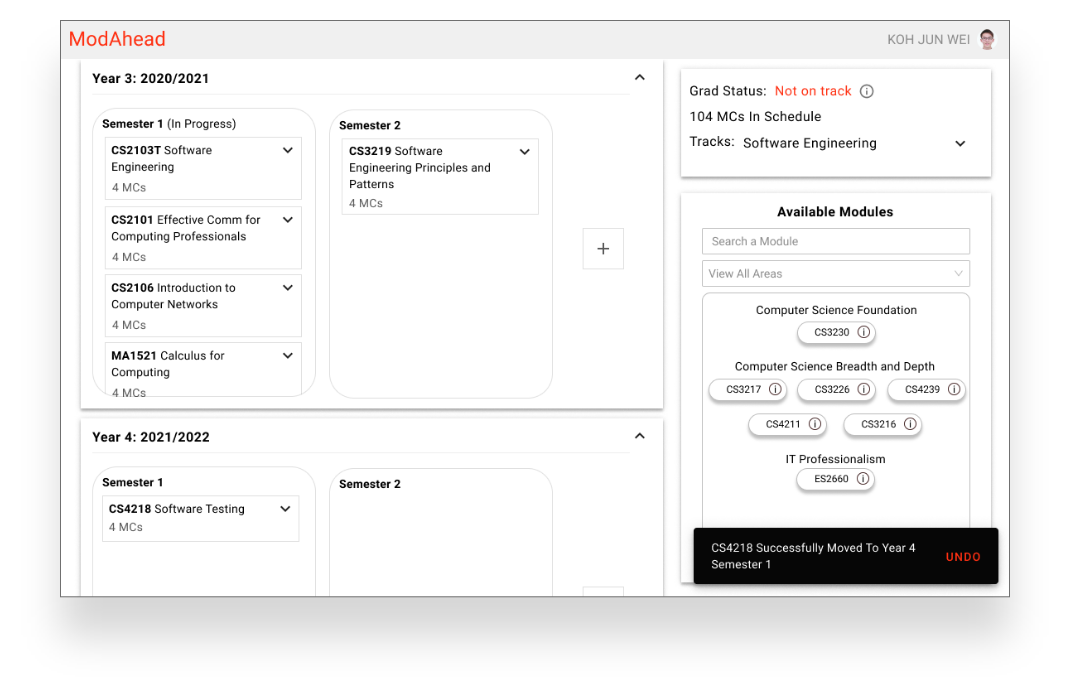 ModAhead
KOH JUN WEI
Year 3: 2020/2021
Semester 1 (In Progress)
CS2103T Software
Engineering
4 MCs
CS2101 Effective Comm for
Computing Professionals
4 MCs
CS2106 Introduction to
Computer Networks
4 MCs
MA1521 Calculus for
Computing
4 MCs
Semester 2
CS3219 Software
Engineering Principles and
Patterns
4 MCs
+
Year 4: 2021/2022
Semester 1
CS4218 Software Testing
4 MCs
Semester 2
Grad Status: Not on track
104 MCs In Schedule
Tracks: Software Engineering
Available Modules
Search a Module
View All Areas
Computer Science Foundation
CS3230
Computer Science Breadth and Depth
CS3217 CS3226 CS4239
CS4211 CS3216
IT Professionalism
ES2660
CS4218 Successfully Moved To Year 4
Semester 1
UNDO